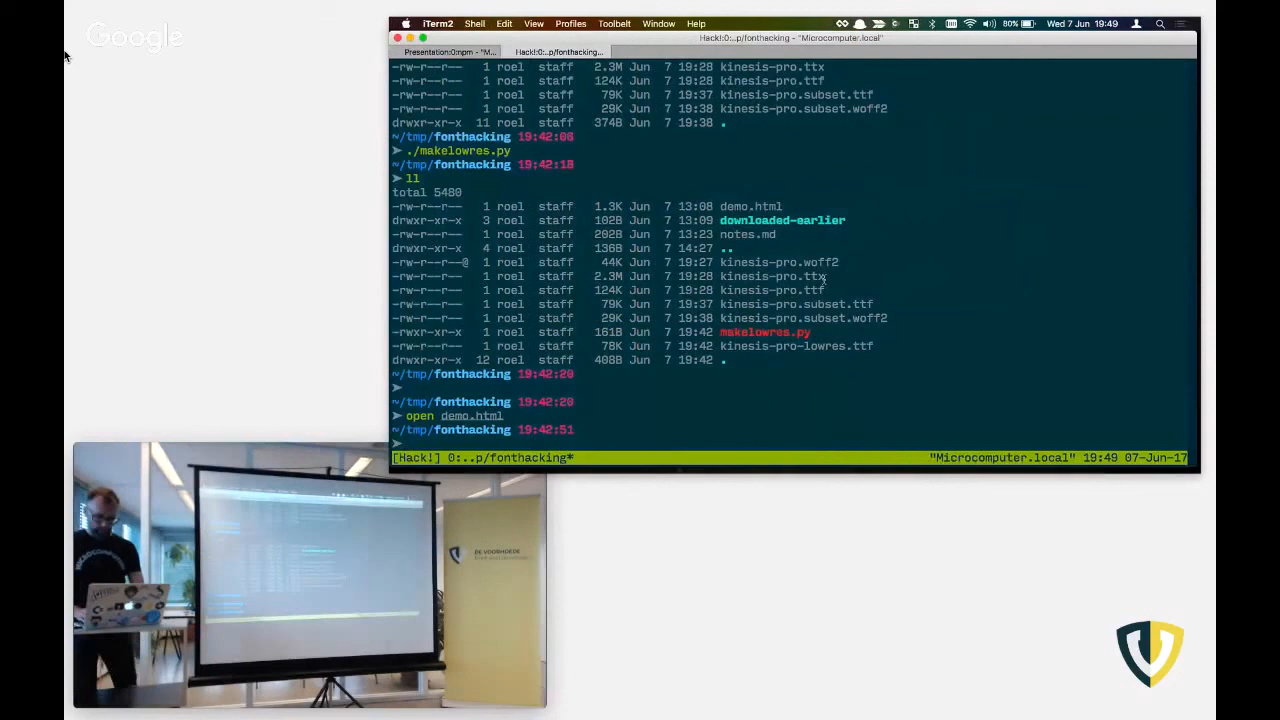 Google
iTerm2 Shell Edit View Profiles Toolbelt Window Help 80% Wed 7 Jun 19:49
Hack!:0:..p/fonthacking - "Microcomputer.local"
Presentation:0:npm - "M... Hack!:0:..p/fonthacking...
-rw-r--r-- 1 roel staff 2.3M Jun 7 19:28 kinesis-pro.ttx
-rw-r--r-- 1 roel staff 124K Jun 7 19:28 kinesis-pro.ttf
-rw-r--r-- 1 roel staff 79K Jun 7 19:37 kinesis-pro.subset.ttf
-rw-r--r-- 1 roel staff 29K Jun 7 19:38 kinesis-pro.subset.woff2
drwxr-xr-x 11 roel staff 374B Jun 7 19:38 .
~/tmp/fonthacking 19:42:06
➤ ./makelowres.py
~/tmp/fonthacking 19:42:18
➤ ll
total 5480
-rw-r--r-- 1 roel staff 1.3K Jun 7 13:08 demo.html
drwxr-xr-x 3 roel staff 102B Jun 7 13:09 downloaded-earlier
-rw-r--r-- 1 roel staff 202B Jun 7 13:23 notes.md
drwxr-xr-x 4 roel staff 136B Jun 7 14:27 ..
-rw-r--r--@ 1 roel staff 44K Jun 7 19:27 kinesis-pro.woff2
-rw-r--r-- 1 roel staff 2.3M Jun 7 19:28 kinesis-pro.ttx
-rw-r--r-- 1 roel staff 124K Jun 7 19:28 kinesis-pro.ttf
-rw-r--r-- 1 roel staff 79K Jun 7 19:37 kinesis-pro.subset.ttf
-rw-r--r-- 1 roel staff 29K Jun 7 19:38 kinesis-pro.subset.woff2
-rwxr-xr-x 1 roel staff 161B Jun 7 19:42 makelowres.py
-rw-r--r-- 1 roel staff 78K Jun 7 19:42 kinesis-pro-lowres.ttf
drwxr-xr-x 12 roel staff 408B Jun 7 19:42 .
~/tmp/fonthacking 19:42:20
➤
~/tmp/fonthacking 19:42:20
➤ open demo.html
~/tmp/fonthacking 19:42:51
➤
[Hack!] 0:..p/fonthacking* "Microcomputer.local" 19:49 07-Jun-17
DE VOORHOEDE